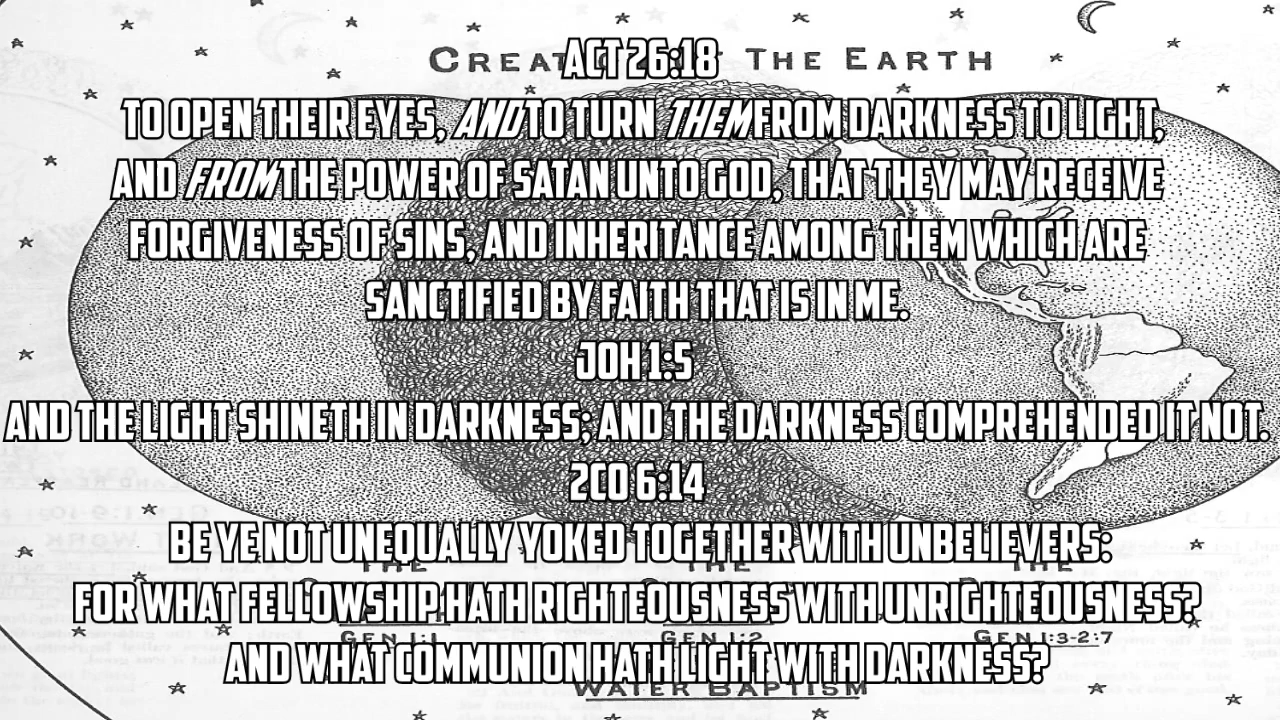 CREAT THE EARTH
ACT 26:18
TO OPEN THEIR EYES, AND TO TURN THEM FROM DARKNESS TO LIGHT,
AND FROM THE POWER OF SATAN UNTO GOD, THAT THEY MAY RECEIVE
FORGIVENESS OF SINS, AND INHERITANCE AMONG THEM WHICH ARE
SANCTIFIED BY FAITH THAT IS IN ME.
JOH 1:5
AND THE LIGHT SHINETH IN DARKNESS; AND THE DARKNESS COMPREHENDED IT NOT.
2CO 6:14
BE YE NOT UNEQUALLY YOKED TOGETHER WITH UNBELIEVERS:
THE THE THE
FOR WHAT FELLOWSHIP HATH RIGHTEOUSNESS WITH UNRIGHTEOUSNESS?
GEN 1:1 GEN 1:2 GEN 1:3-2:7
AND WHAT COMMUNION HATH LIGHT WITH DARKNESS?
WATER BAPTISM